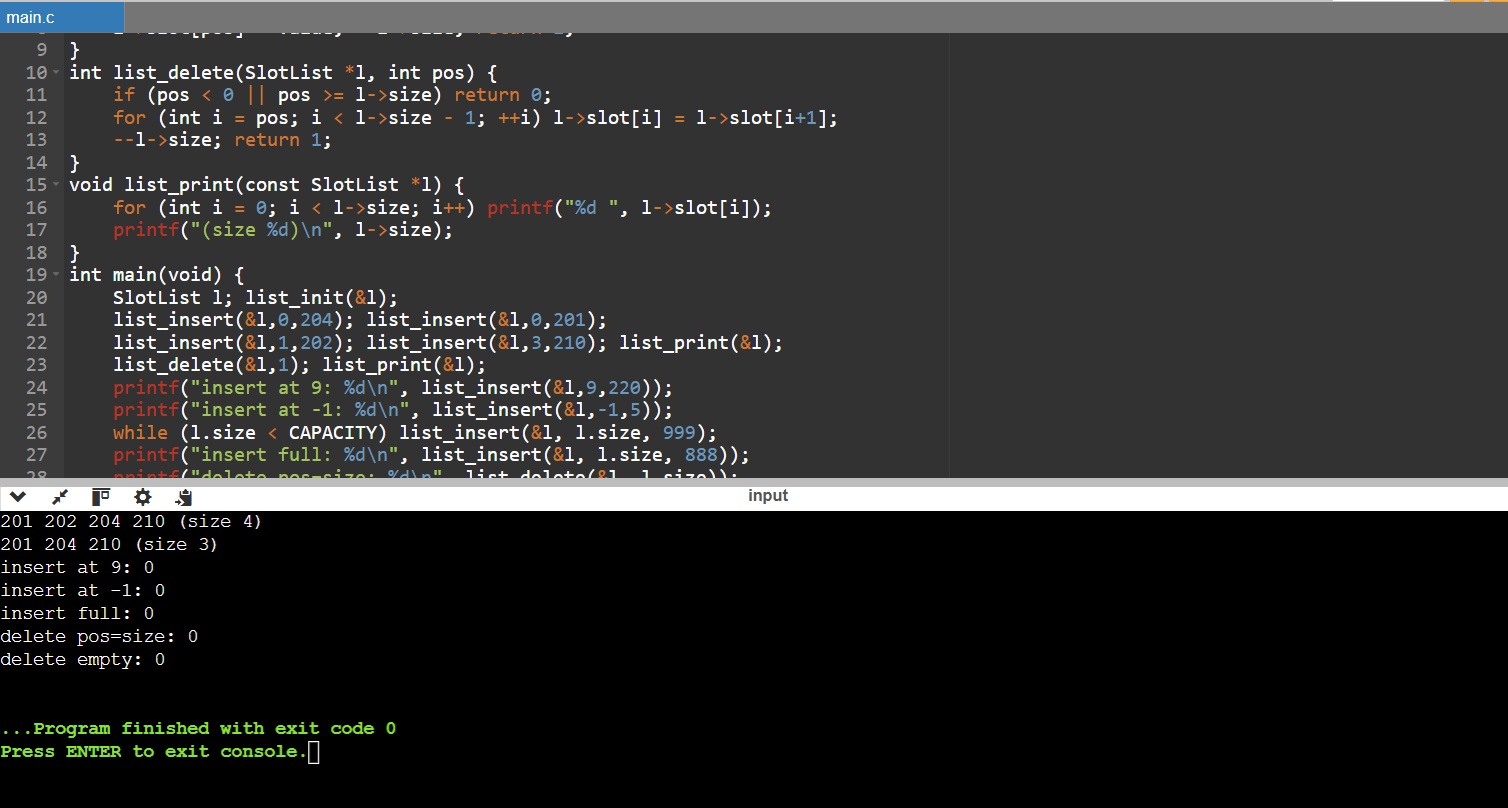 main.c
9 }
10 int list_delete(SlotList *l, int pos) {
11 if (pos < 0 || pos >= l->size) return 0;
12 for (int i = pos; i < l->size - 1; ++i) l->slot[i] = l->slot[i+1];
13 --l->size; return 1;
14 }
15 void list_print(const SlotList *l) {
16 for (int i = 0; i < l->size; i++) printf("%d ", l->slot[i]);
17 printf("(size %d)\n", l->size);
18 }
19 int main(void) {
20 SlotList l; list_init(&l);
21 list_insert(&l,0,204); list_insert(&l,0,201);
22 list_insert(&l,1,202); list_insert(&l,3,210); list_print(&l);
23 list_delete(&l,1); list_print(&l);
24 printf("insert at 9: %d\n", list_insert(&l,9,220));
25 printf("insert at -1: %d\n", list_insert(&l,-1,5));
26 while (l.size < CAPACITY) list_insert(&l, l.size, 999);
27 printf("insert full: %d\n", list_insert(&l, l.size, 888));
28 printf("delete pos=size: %d\n", list_delete(&l, l.size));
input
201 202 204 210 (size 4)
201 204 210 (size 3)
insert at 9: 0
insert at -1: 0
insert full: 0
delete pos=size: 0
delete empty: 0
...Program finished with exit code 0
Press ENTER to exit console.